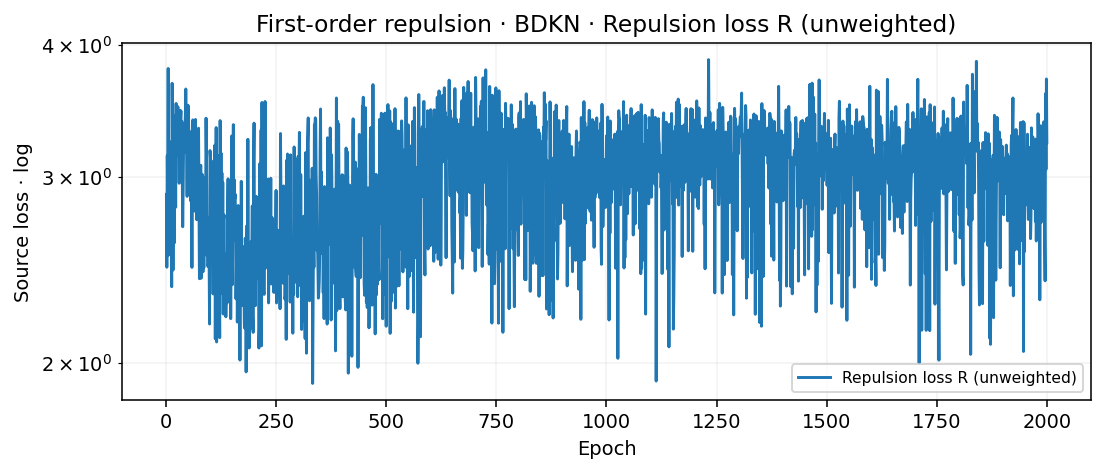 First-order repulsion · BDKN · Repulsion loss R (unweighted)
Source loss · log
4 × 10⁰
3 × 10⁰
2 × 10⁰
Repulsion loss R (unweighted)
0 250 500 750 1000 1250 1500 1750 2000
Epoch